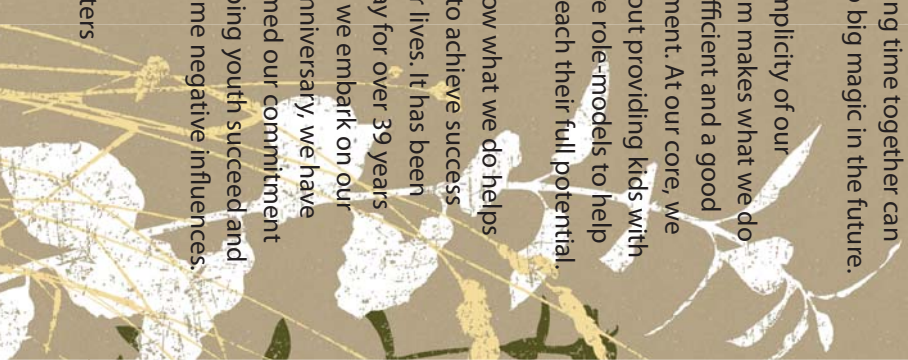 ng time together can
big magic in the future.
mplicity of our
m makes what we do
fficient and a good
ment. At our core, we
out providing kids with
e role-models to help
each their full potential.
ow what we do helps
to achieve success
r lives. It has been
ay for over 39 years
we embark on our
nniversary, we have
med our commitment
ping youth succeed and
me negative influences.
ters